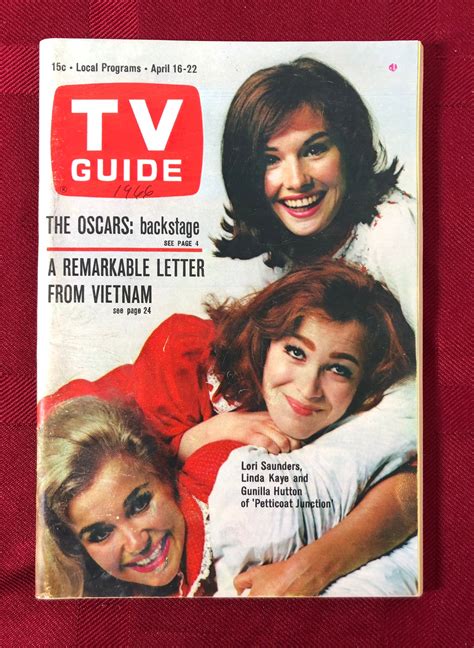 15c • Local Programs • April 16-22
TV
GUIDE
1966
THE OSCARS: backstage
SEE PAGE 4
A REMARKABLE LETTER
FROM VIETNAM
see page 24
Lori Saunders,
Linda Kaye and
Gunilla Hutton
of 'Petticoat Junction'